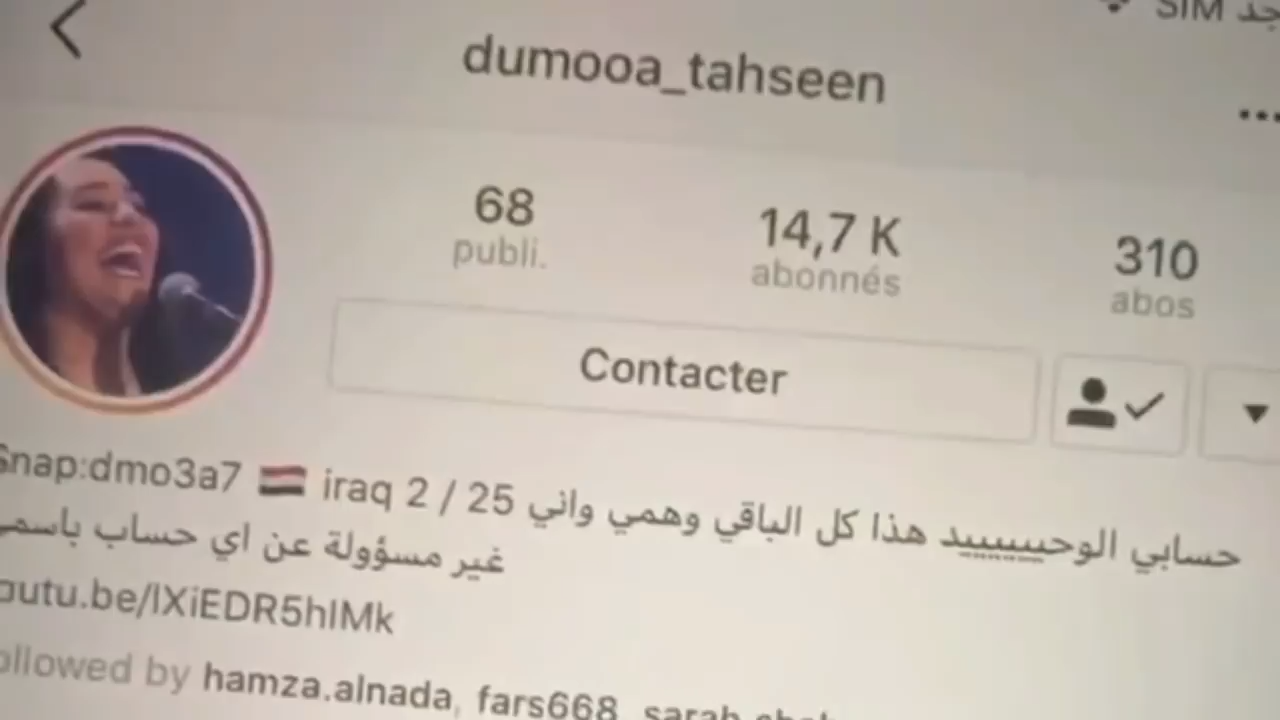 SIM
dumooa_tahseen
68
publi.
14,7 K
abonnés
310
abos
Contacter
Snap:dmo3a7 iraq 2 / 25
حسابي الوحييييييد هذا كل الباقي وهمي واني
غير مسؤولة عن اي حساب باسمي
outu.be/lXiEDR5hIMk
ollowed by hamza.alnada, fars668